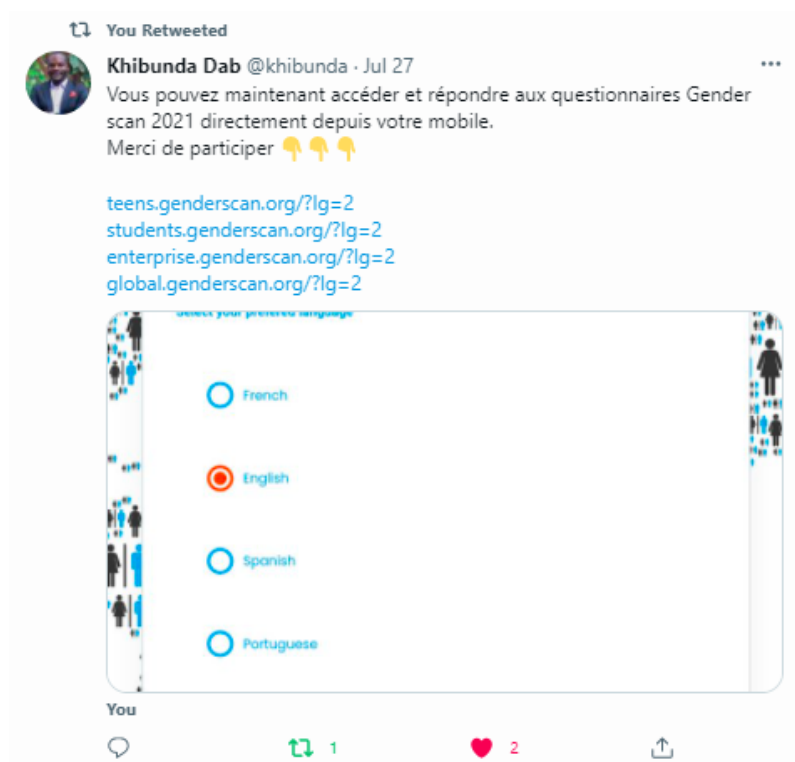 You Retweeted
Khibunda Dab @khibunda · Jul 27
Vous pouvez maintenant accéder et répondre aux questionnaires Gender
scan 2021 directement depuis votre mobile.
Merci de participer 👇👇👇
teens.genderscan.org/?lg=2
students.genderscan.org/?lg=2
enterprise.genderscan.org/?lg=2
global.genderscan.org/?lg=2
Select your prefered language
French
English
Spanish
Portuguese
You
1
2